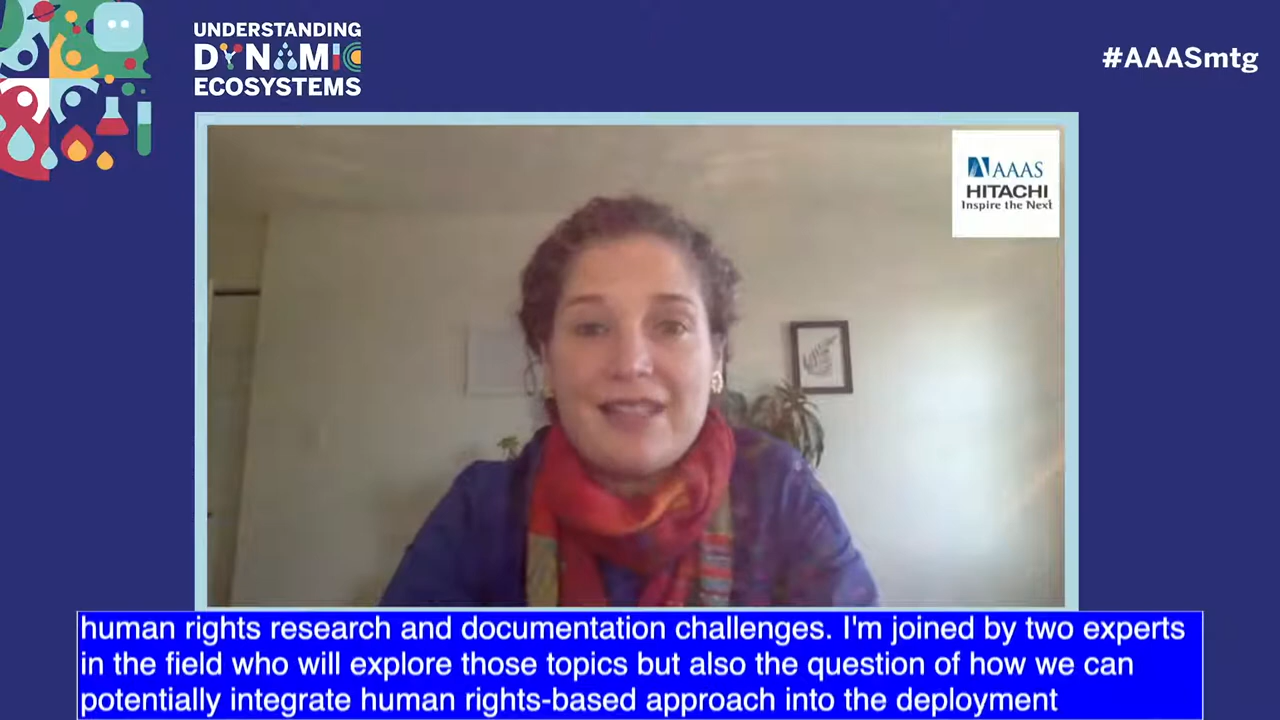 UNDERSTANDING
DYNAMIC
ECOSYSTEMS
#AAASmtg
AAAS
HITACHI
Inspire the Next
human rights research and documentation challenges. I'm joined by two experts
in the field who will explore those topics but also the question of how we can
potentially integrate human rights-based approach into the deployment